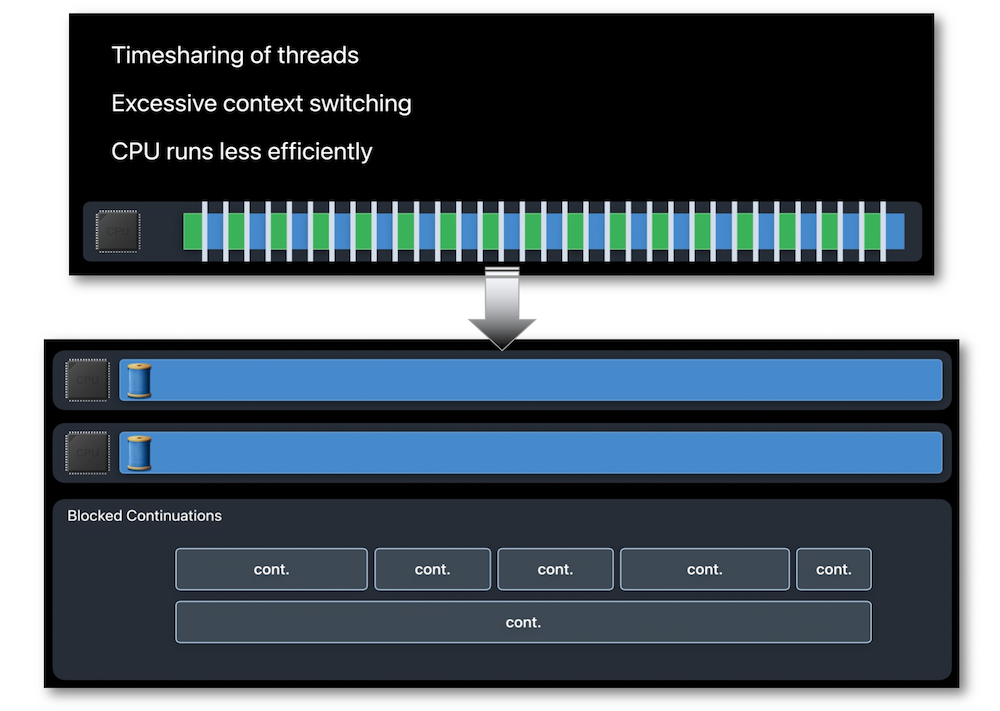 Timesharing of threads
Excessive context switching
CPU runs less efficiently
CPU
CPU
CPU
Blocked Continuations
cont. cont. cont. cont. cont.
cont.